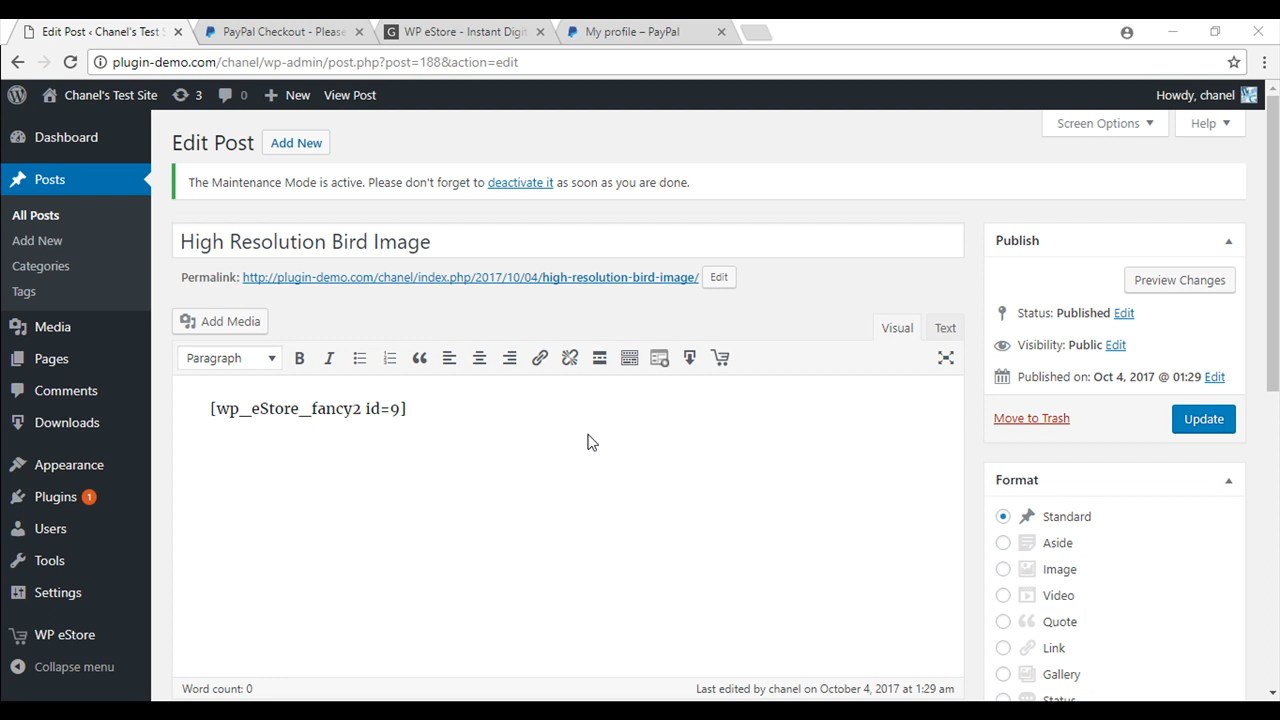 Edit Post ‹ Chanel's Test S
PayPal Checkout - Please
WP eStore - Instant Digit
My profile – PayPal
plugin-demo.com/chanel/wp-admin/post.php?post=188&action=edit
Chanel's Test Site
3
0
New
View Post
Howdy, chanel
Dashboard
Posts
All Posts
Add New
Categories
Tags
Media
Pages
Comments
Downloads
Appearance
Plugins 1
Users
Tools
Settings
WP eStore
Collapse menu
Screen Options
Help
Edit Post
Add New
The Maintenance Mode is active. Please don't forget to deactivate it as soon as you are done.
High Resolution Bird Image
Permalink: http://plugin-demo.com/chanel/index.php/2017/10/04/high-resolution-bird-image/ Edit
Add Media
Visual
Text
Paragraph
B
I
[wp_eStore_fancy2 id=9]
Word count: 0
Last edited by chanel on October 4, 2017 at 1:29 am
Publish
Preview Changes
Status: Published Edit
Visibility: Public Edit
Published on: Oct 4, 2017 @ 01:29 Edit
Move to Trash
Update
Format
Standard
Aside
Image
Video
Quote
Link
Gallery
Status